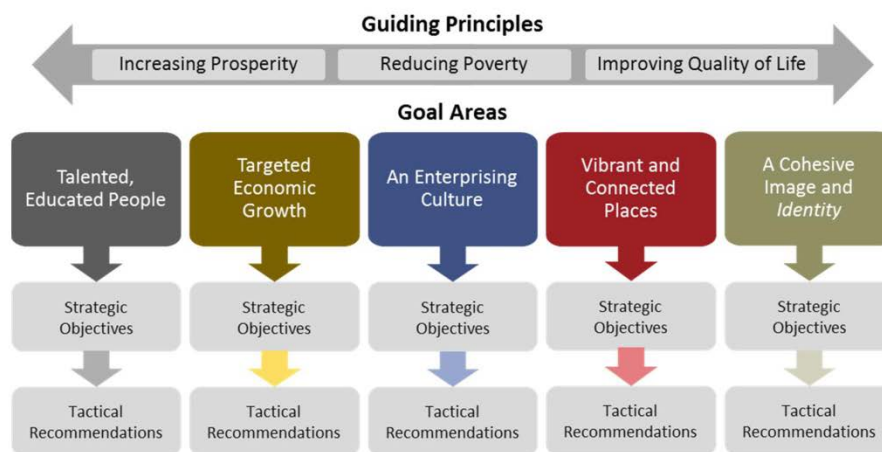 Guiding Principles
Increasing Prosperity
Reducing Poverty
Improving Quality of Life
Goal Areas
Talented,
Educated People
Targeted
Economic
Growth
An Enterprising
Culture
Vibrant and
Connected
Places
A Cohesive
Image and
Identity
Strategic
Objectives
Strategic
Objectives
Strategic
Objectives
Strategic
Objectives
Strategic
Objectives
Tactical
Recommendations
Tactical
Recommendations
Tactical
Recommendations
Tactical
Recommendations
Tactical
Recommendations